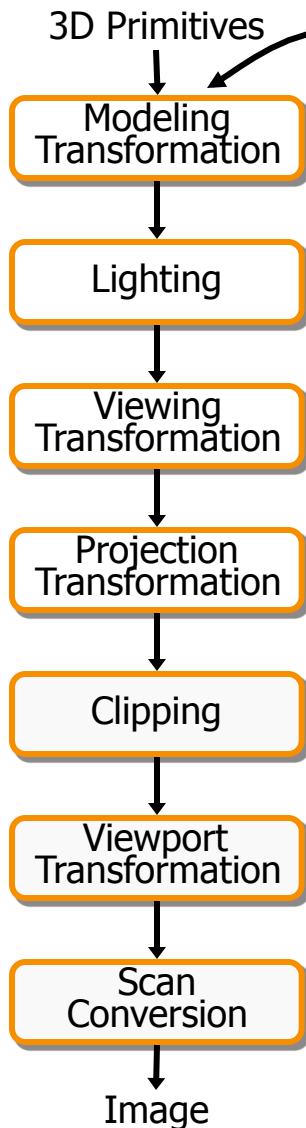 3D Primitives
Modeling
Transformation
Lighting
Viewing
Transformation
Projection
Transformation
Clipping
Viewport
Transformation
Scan
Conversion
Image